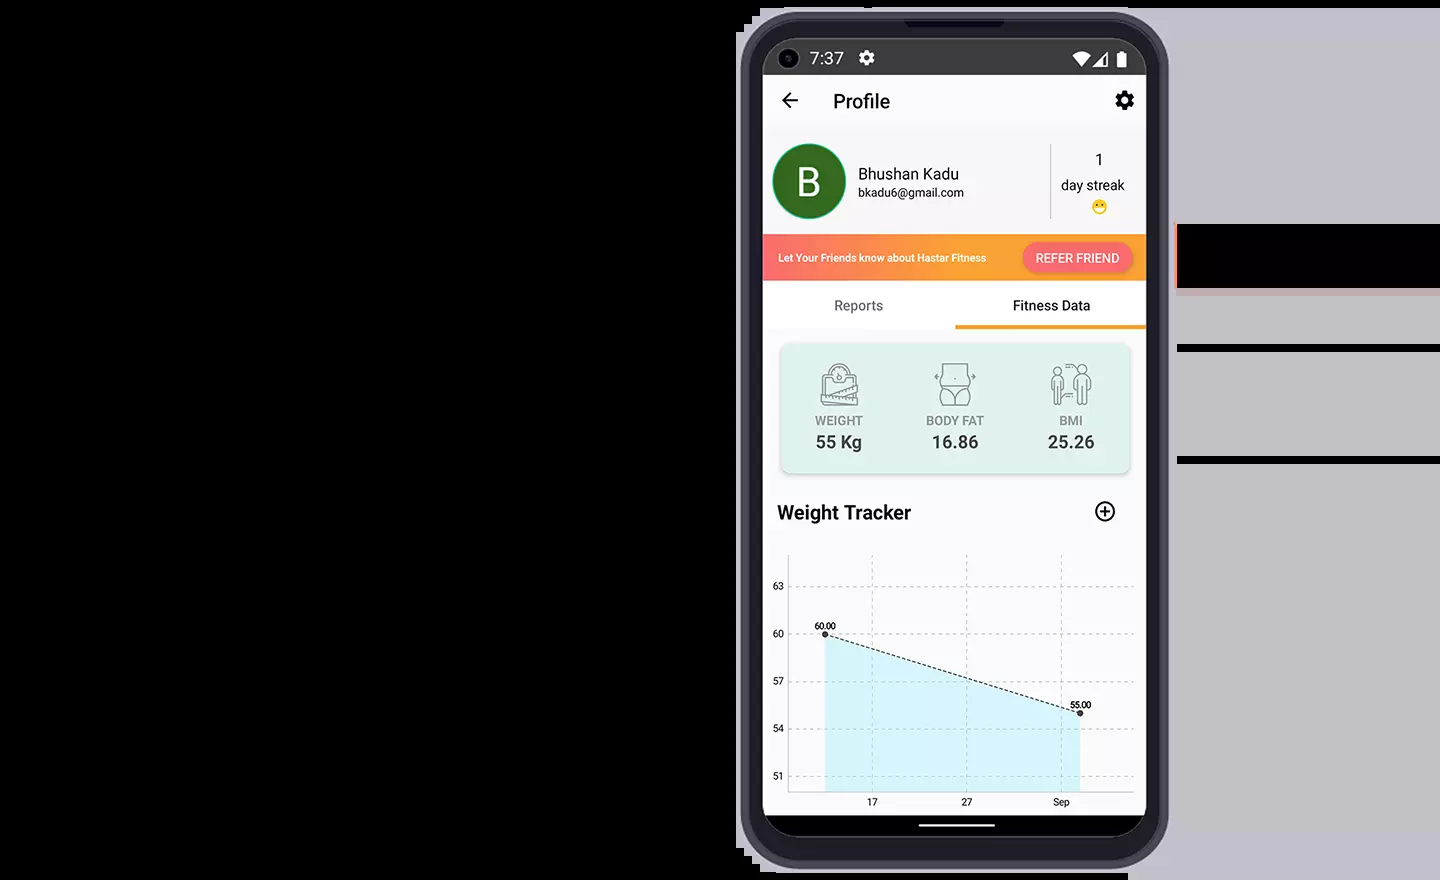 7:37
Profile
B
Bhushan Kadu
bkadu6@gmail.com
1
day streak
Let Your Friends know about Hastar Fitness
REFER FRIEND
Reports
Fitness Data
WEIGHT
BODY FAT
BMI
55 Kg
16.86
25.26
Weight Tracker
63
60.00
60
57
55.00
54
51
17
27
Sep